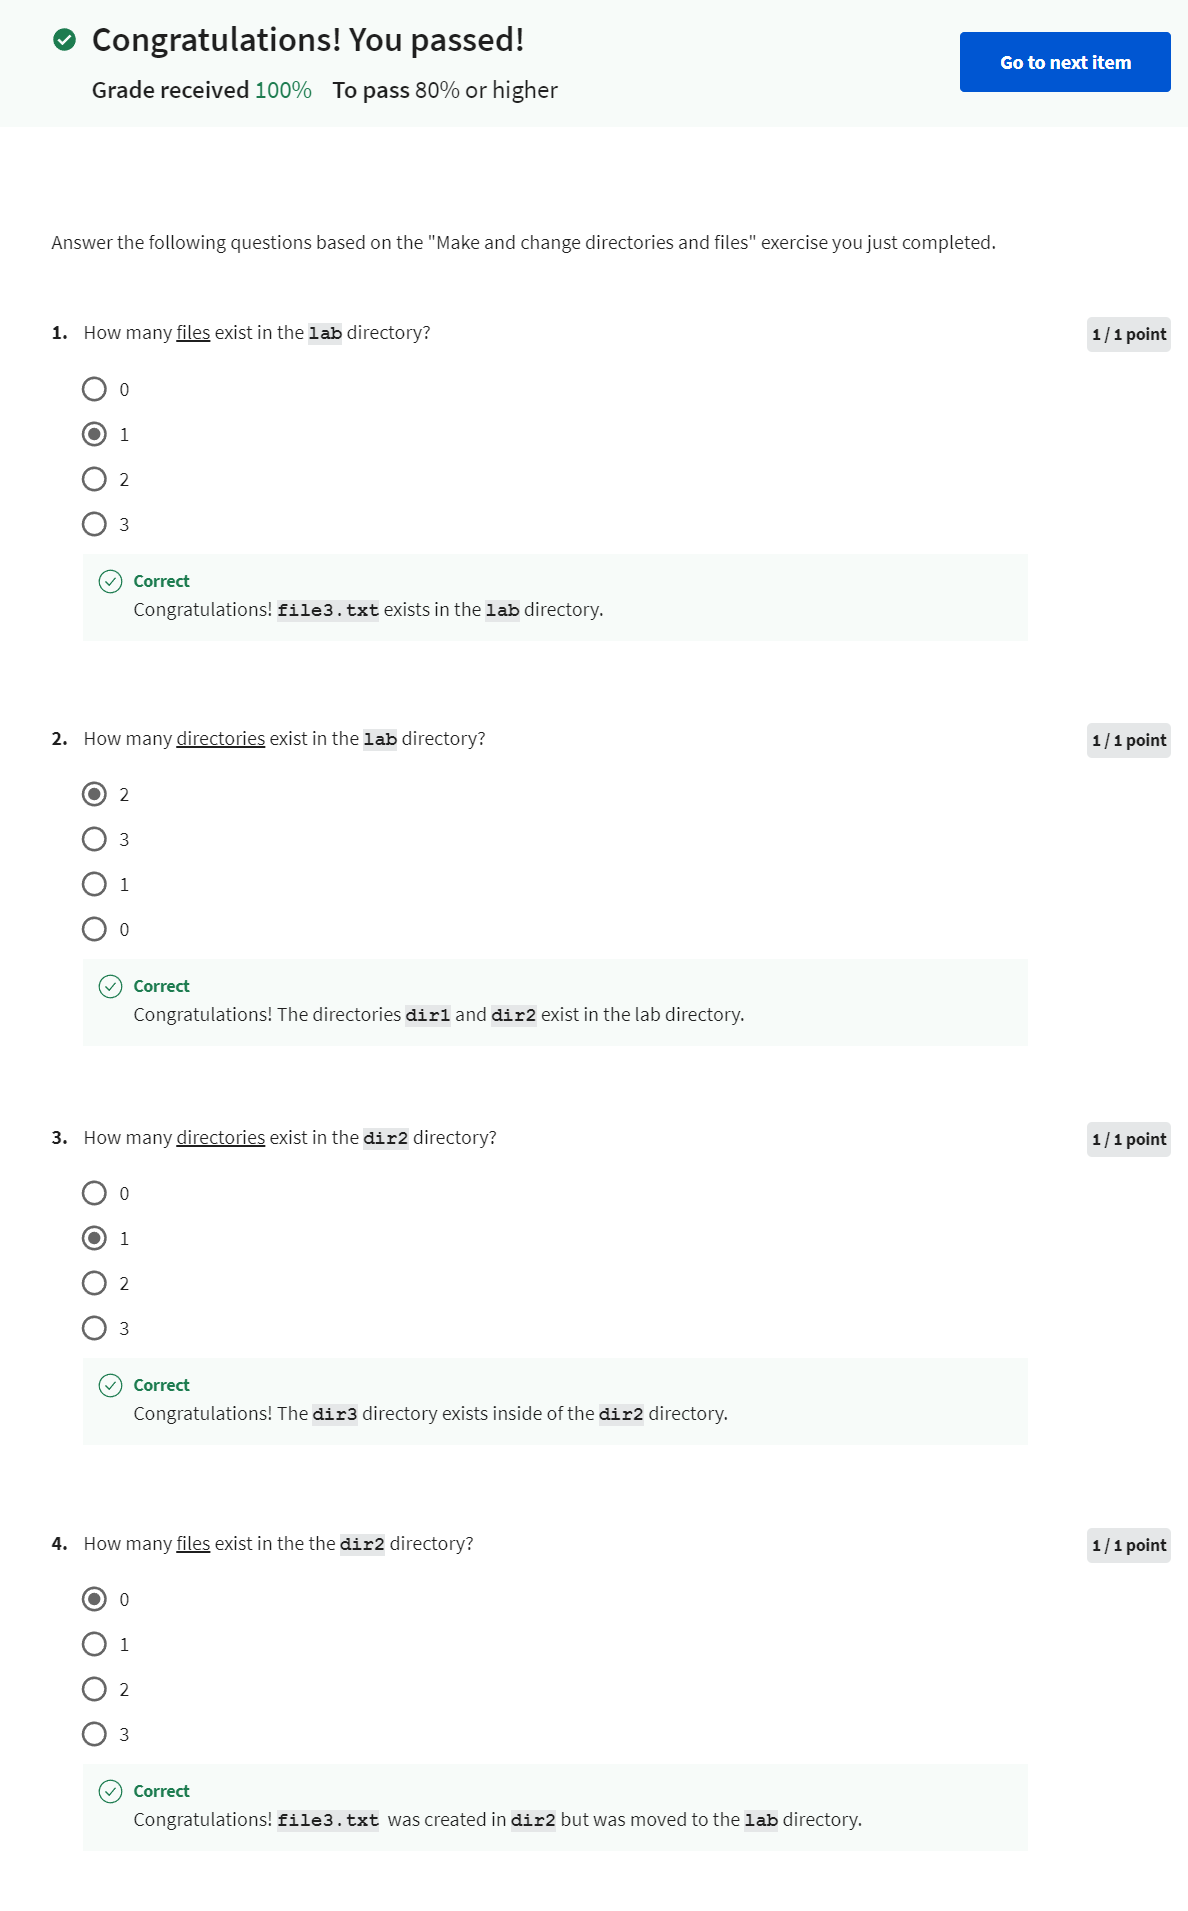 Congratulations! You passed!
Go to next item
Grade received 100% To pass 80% or higher
Answer the following questions based on the "Make and change directories and files" exercise you just completed.
1. How many files exist in the lab directory?
1 / 1 point
0
1
2
3
Correct
Congratulations! file3.txt exists in the lab directory.
2. How many directories exist in the lab directory?
1 / 1 point
2
3
1
0
Correct
Congratulations! The directories dir1 and dir2 exist in the lab directory.
3. How many directories exist in the dir2 directory?
1 / 1 point
0
1
2
3
Correct
Congratulations! The dir3 directory exists inside of the dir2 directory.
4. How many files exist in the the dir2 directory?
1 / 1 point
0
1
2
3
Correct
Congratulations! file3.txt was created in dir2 but was moved to the lab directory.